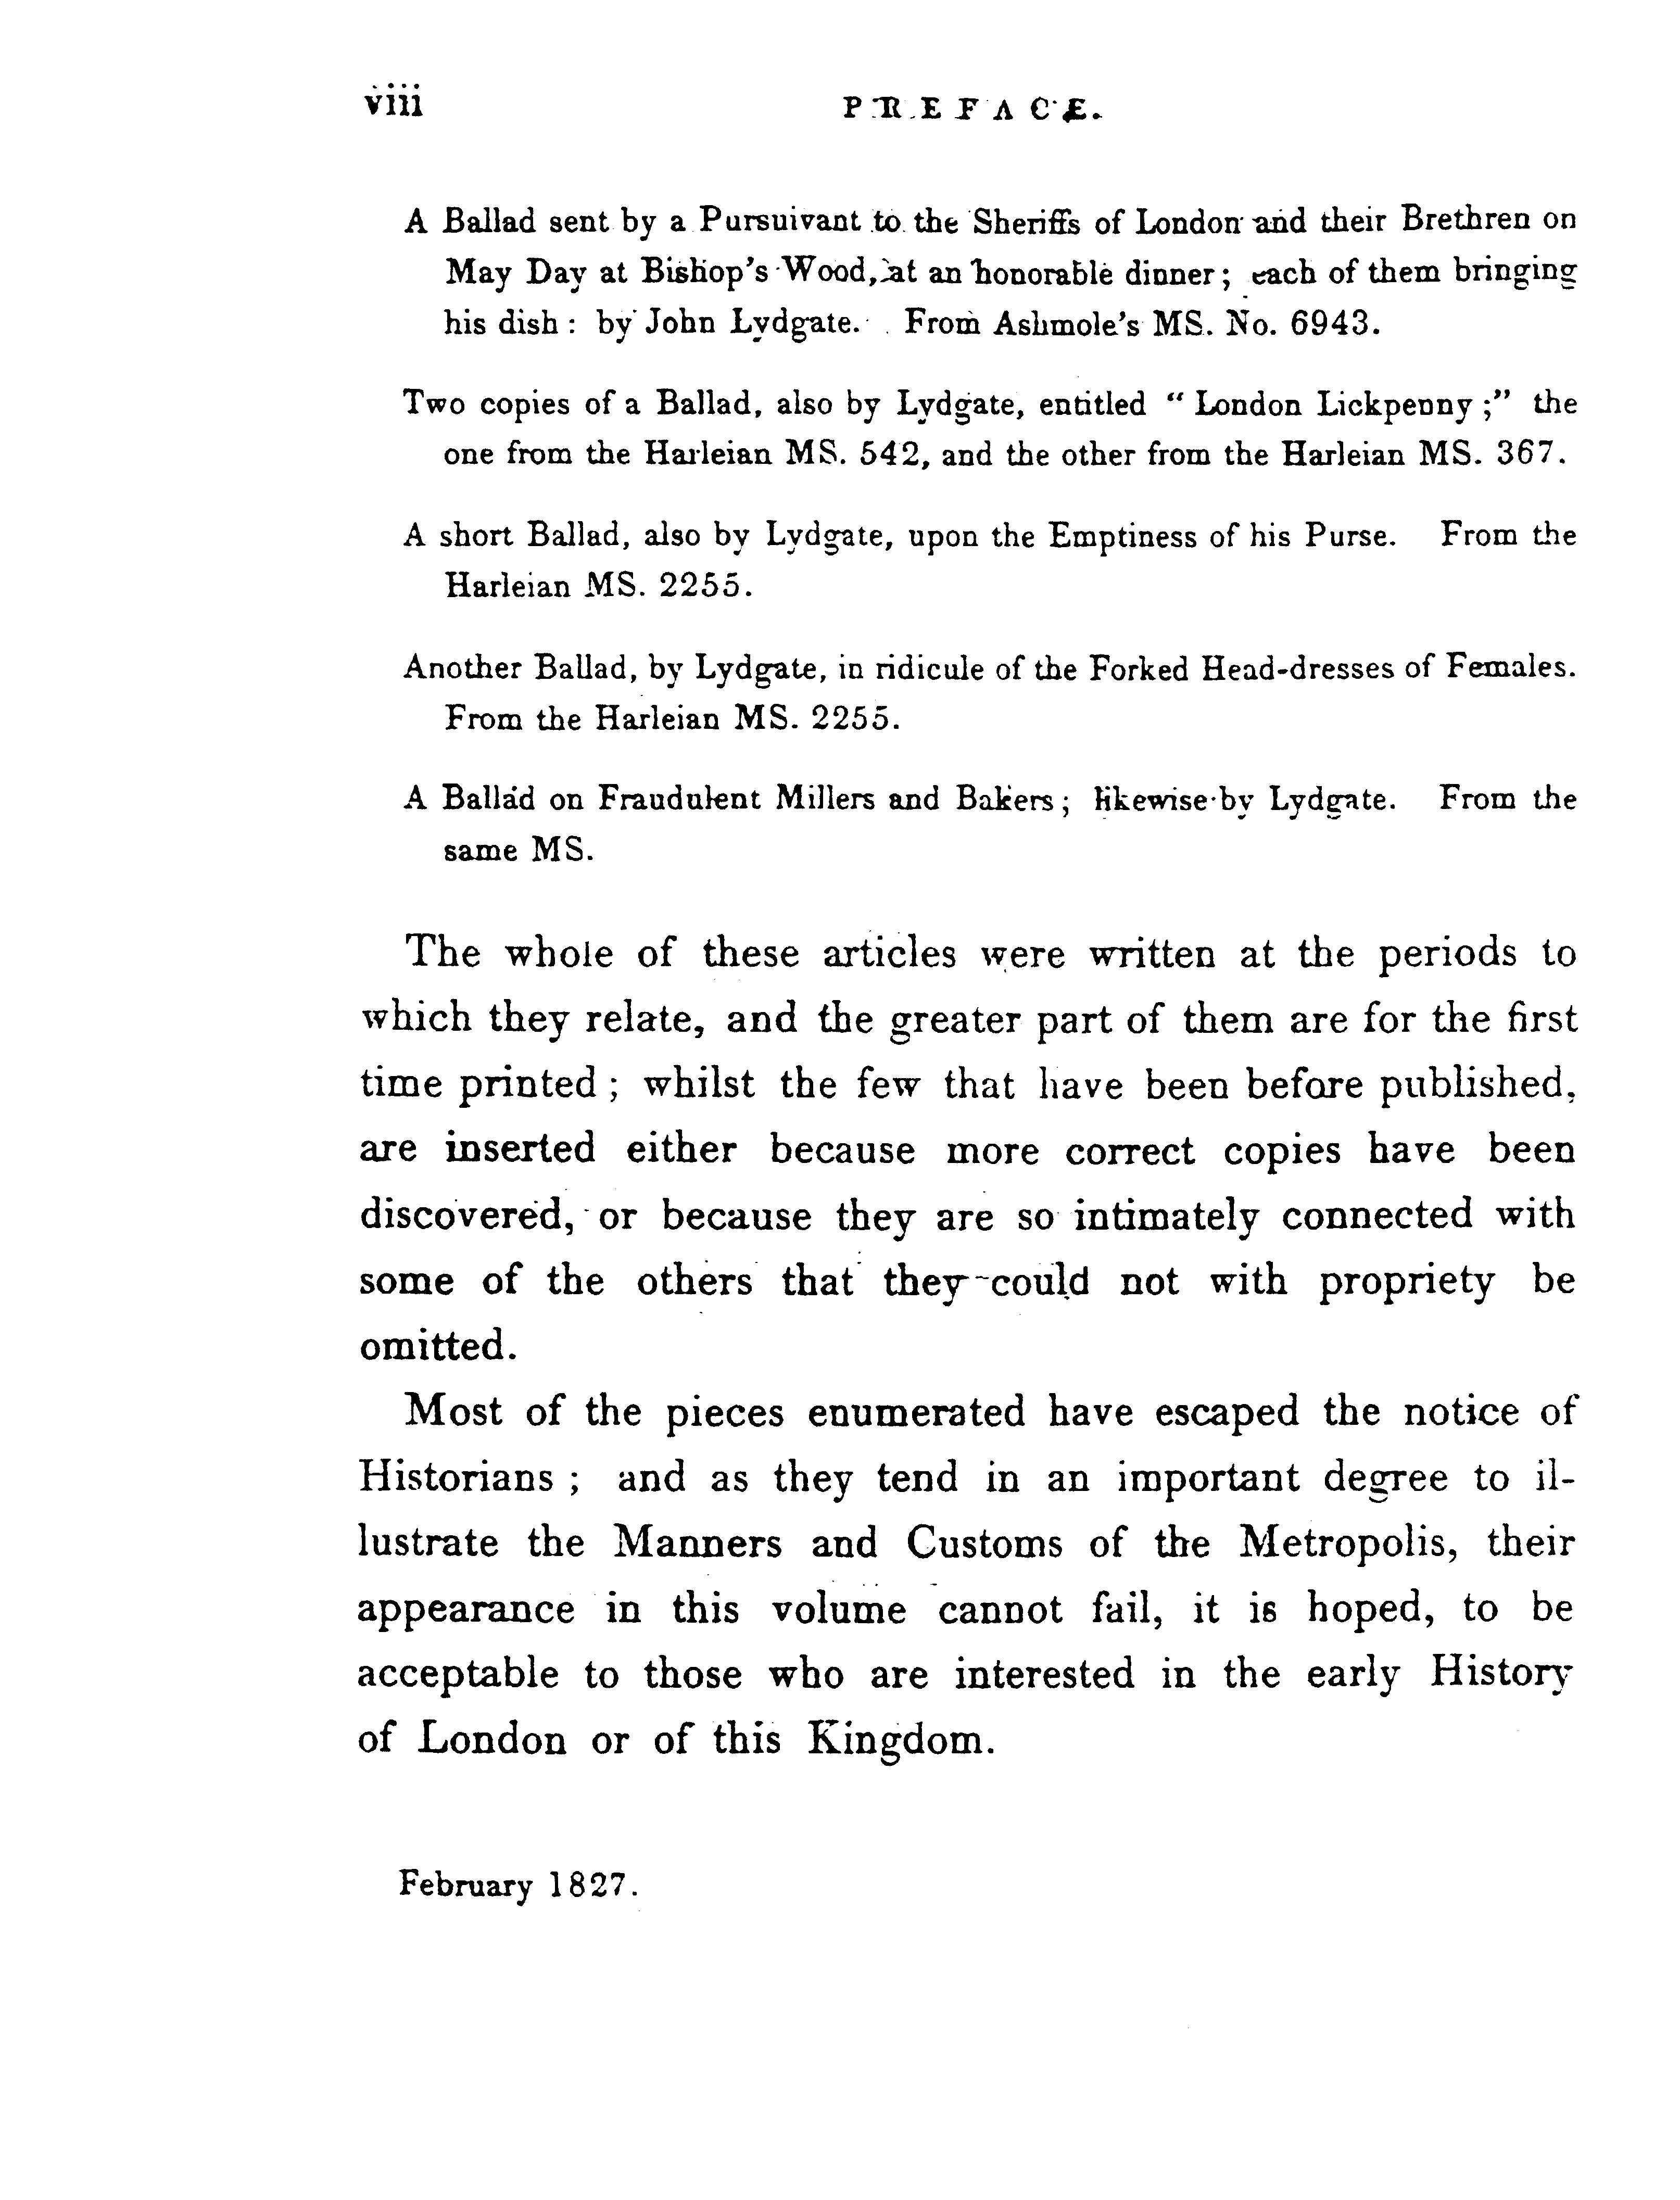 viii
PREFACE.
A Ballad sent by a Pursuivant to the Sheriffs of London and their Brethren on
May Day at Bishop's Wood, at an honorable dinner; each of them bringing
his dish: by John Lydgate. From Ashmole's MS. No. 6943.
Two copies of a Ballad, also by Lydgate, entitled "London Lickpenny;" the
one from the Harleian MS. 542, and the other from the Harleian MS. 367.
A short Ballad, also by Lydgate, upon the Emptiness of his Purse. From the
Harleian MS. 2255.
Another Ballad, by Lydgate, in ridicule of the Forked Head-dresses of Females.
From the Harleian MS. 2255.
A Ballad on Fraudulent Millers and Bakers; likewise by Lydgate. From the
same MS.
The whole of these articles were written at the periods to
which they relate, and the greater part of them are for the first
time printed; whilst the few that have been before published,
are inserted either because more correct copies have been
discovered, or because they are so intimately connected with
some of the others that they could not with propriety be
omitted.
Most of the pieces enumerated have escaped the notice of
Historians; and as they tend in an important degree to il-
lustrate the Manners and Customs of the Metropolis, their
appearance in this volume cannot fail, it is hoped, to be
acceptable to those who are interested in the early History
of London or of this Kingdom.
February 1827.